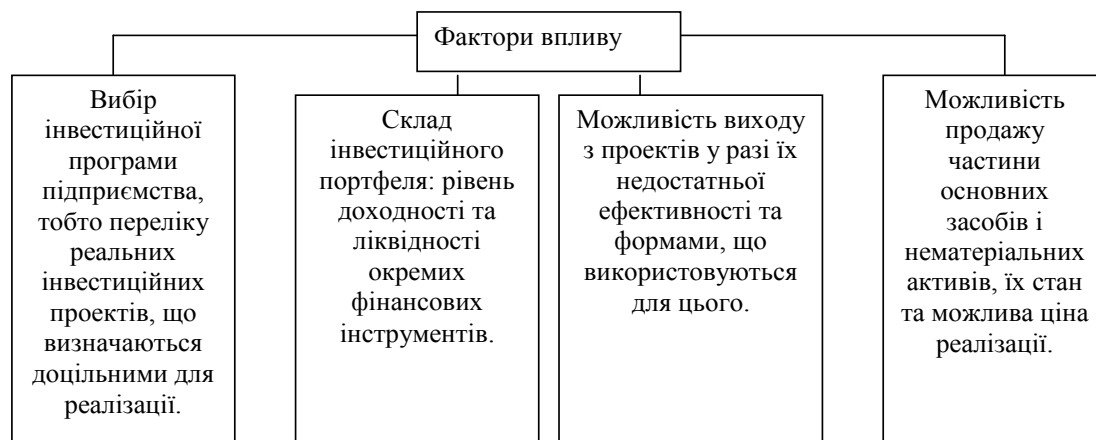 Фактори впливу
Вибір
інвестиційної
програми
підприємства,
тобто переліку
реальних
інвестиційних
проектів, що
визначаються
доцільними для
реалізації.
Склад
інвестиційного
портфеля: рівень
доходності та
ліквідності
окремих
фінансових
інструментів.
Можливість виходу
з проектів у разі їх
недостатньої
ефективності та
формами, що
використовуються
для цього.
Можливість
продажу
частини
основних
засобів і
нематеріальних
активів, їх стан
та можлива ціна
реалізації.